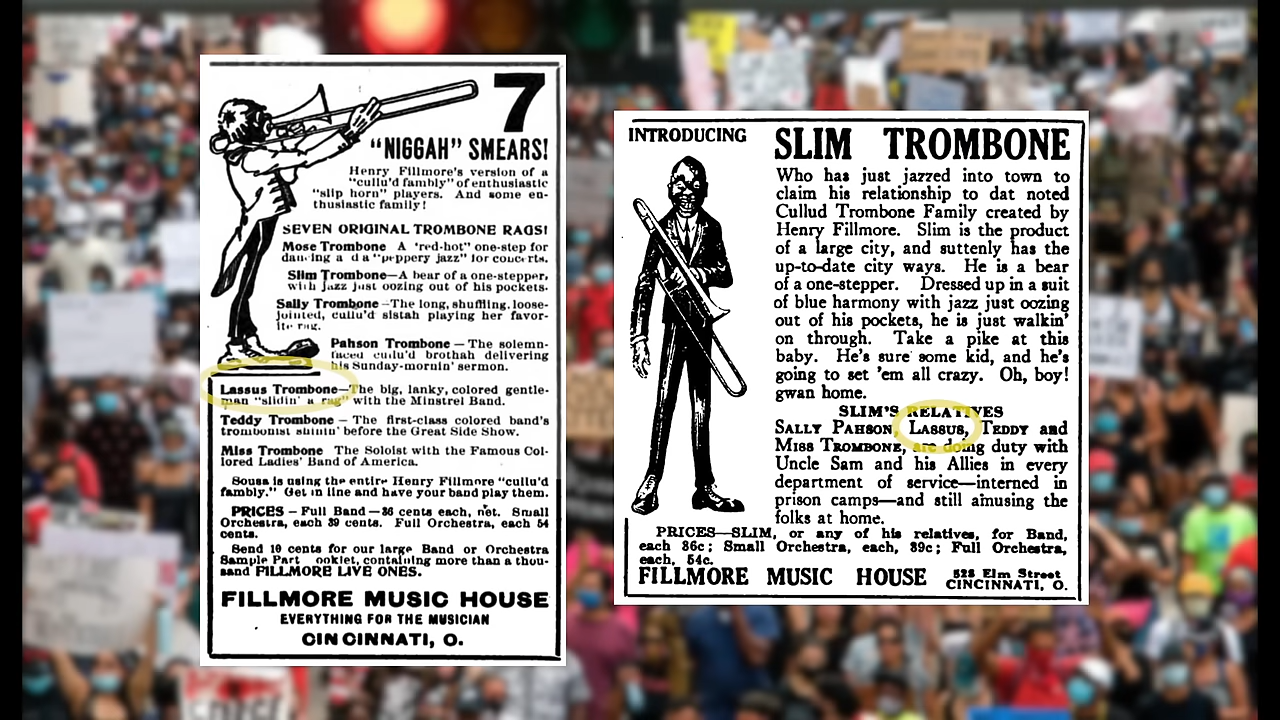 7
"NIGGAH" SMEARS!
Henry Fillmore's version of a
"cullu'd fambly" of enthusiastic
"slip horn" players. And some en-
thusiastic family!
SEVEN ORIGINAL TROMBONE RAGS!
Mose Trombone A "red-hot" one-step for
dancing a d a "peppery jazz" for concerts.
Slim Trombone—A bear of a one-stepper,
with Jazz just oozing out of his pockets.
Sally Trombone—The long, shuffling, loose-
jointed, cullu'd sistah playing her favor-
ite rag.
Pahson Trombone — The solemn-
faced cullu'd brothah delivering
his Sunday-mornin' sermon.
Lassus Trombone—The big, lanky, colored gentle-
man "slidin' a rag" with the Minstrel Band.
Teddy Trombone — The first-class colored band's
trombonist before the Great Side Show.
Miss Trombone The Soloist with the Famous Col-
lored Ladies' Band of America.
Sousa is using the entire Henry Fillmore "cullu'd
fambly." Get in line and have your band play them.
PRICES – Full Band—36 cents each, net. Small
Orchestra, each 39 cents. Full Orchestra, each 54
cents.
Send 10 cents for our large Band or Orchestra
Sample Part ooklet, containing more than a thou-
sand FILLMORE LIVE ONES.
FILLMORE MUSIC HOUSE
EVERYTHING FOR THE MUSICIAN
CINCINNATI, O.
INTRODUCING SLIM TROMBONE
Who has just jazzed into town to
claim his relationship to dat noted
Cullud Trombone Family created by
Henry Fillmore. Slim is the product
of a large city, and suttenly has the
up-to-date city ways. He is a bear
of a one-stepper. Dressed up in a suit
of blue harmony with jazz just oozing
out of his pockets, he is just walkin'
on through. Take a pike at this
baby. He's sure some kid, and he's
going to set 'em all crazy. Oh, boy!
gwan home.
SLIM'S RELATIVES
SALLY PAHSON, LASSUS, TEDDY and
MISS TROMBONE, are doing duty with
Uncle Sam and his Allies in every
department of service—interned in
prison camps—and still amusing the
folks at home.
PRICES—SLIM, or any of his relatives, for Band,
each 36c; Small Orchestra, each, 39c; Full Orchestra,
each, 54c.
FILLMORE MUSIC HOUSE 528 Elm Street
CINCINNATI, O.